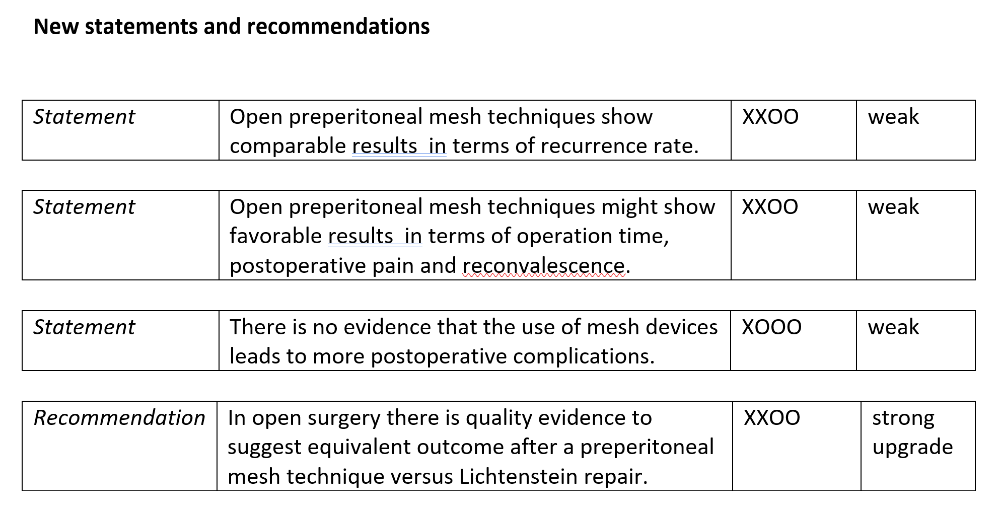 New statements and recommendations
Statement
Open preperitoneal mesh techniques show
comparable results  in terms of recurrence rate.
XXOO
weak
Statement
Open preperitoneal mesh techniques might show
favorable results  in terms of operation time,
postoperative pain and reconvalescence.
XXOO
weak
Statement
There is no evidence that the use of mesh devices
leads to more postoperative complications.
XOOO
weak
Recommendation
In open surgery there is quality evidence to
suggest equivalent outcome after a preperitoneal
mesh technique versus Lichtenstein repair.
XXOO
strong
upgrade